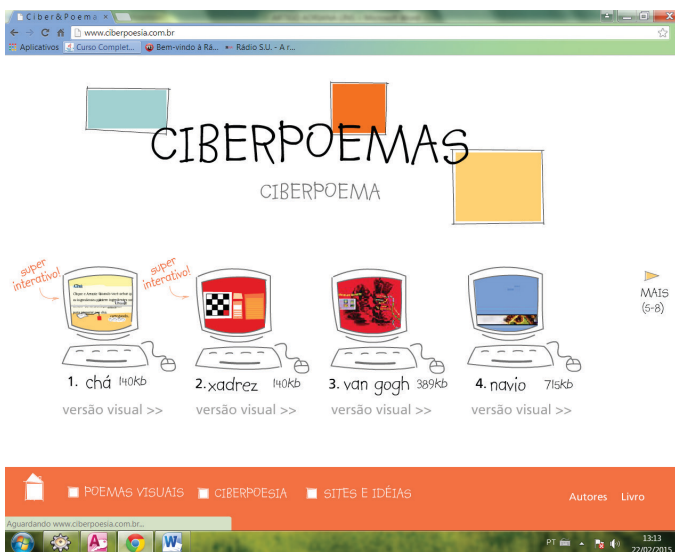 Ciber&Poema
www.ciberpoesia.com.br
Aplicativos Curso Complet... Bem-vindo à Rá... Rádio S.U. - A r...
CIBERPOEMAS
CIBERPOEMA
super interativo!
super interativo!
Chá
MAIS
(5-8)
1. chá 140kb
2. xadrez 140kb
3. van gogh 389kb
4. navio 715kb
versão visual >>
versão visual >>
versão visual >>
versão visual >>
POEMAS VISUAIS
CIBERPOESIA
SITES E IDÉIAS
Autores
Livro
Aguardando www.ciberpoesia.com.br...
PT
13:13
22/02/2015